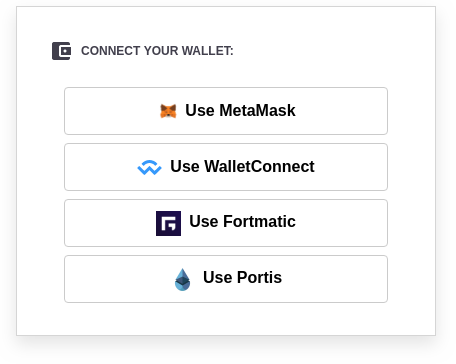 CONNECT YOUR WALLET:
Use MetaMask
Use WalletConnect
Use Fortmatic
Use Portis